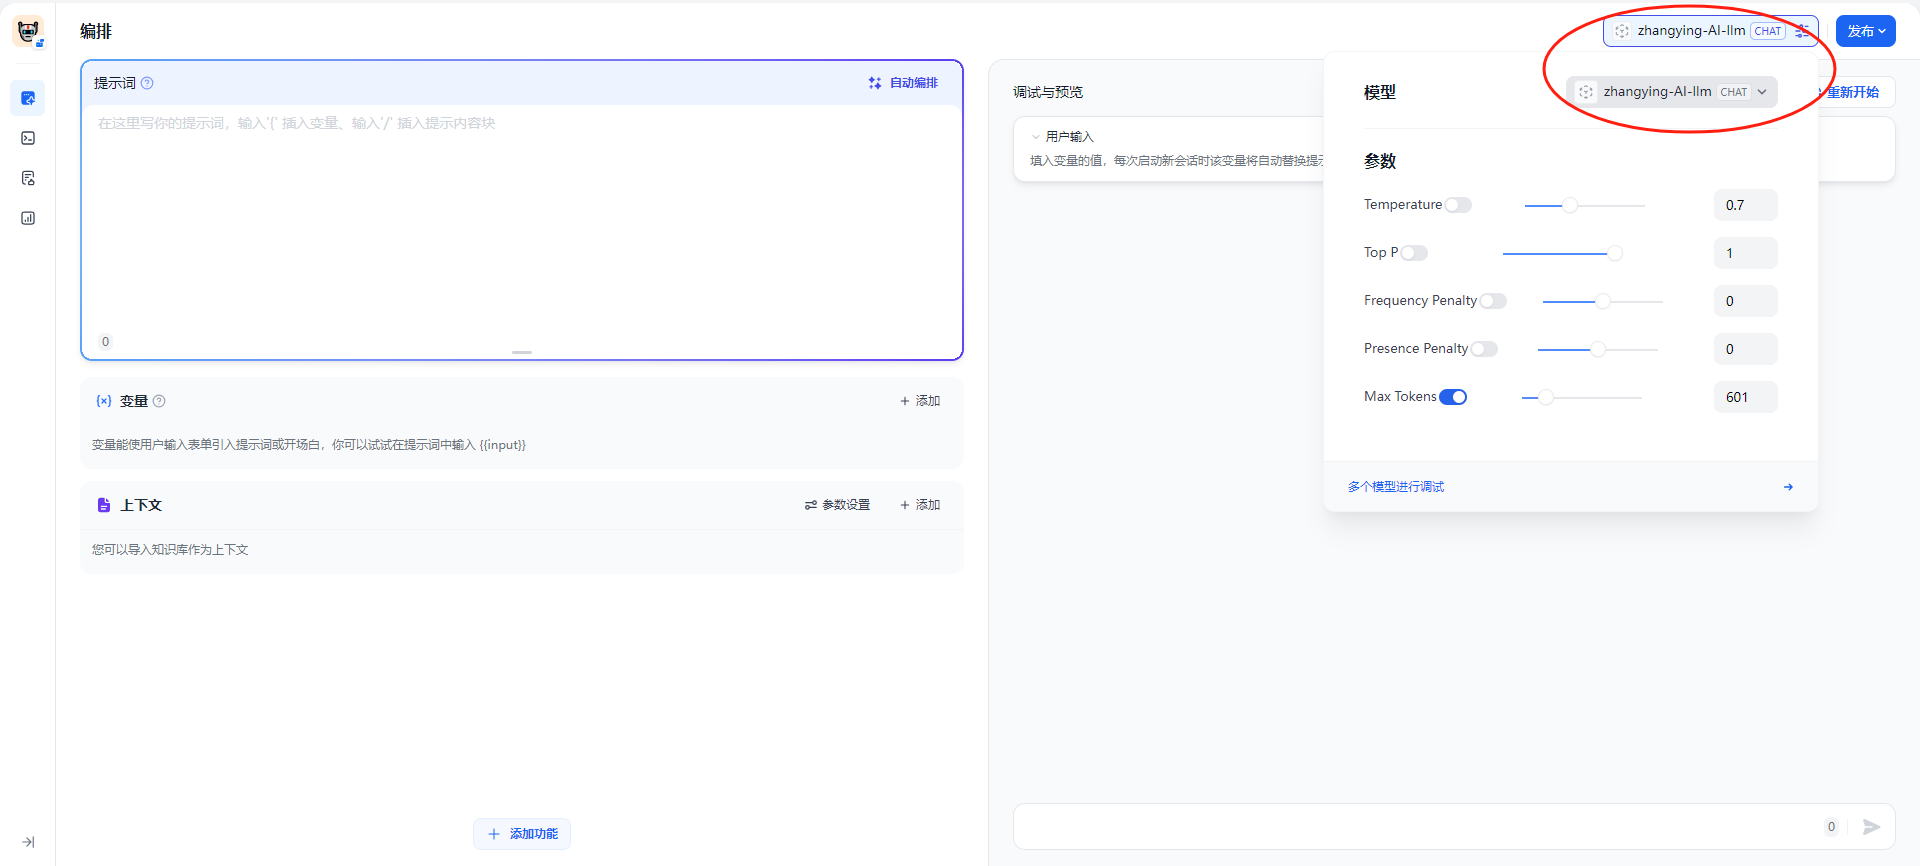 编排
zhangying-AI-llm CHAT
发布
提示词
自动编排
在这里写你的提示词，输入'{' 插入变量、输入'/' 插入提示内容块
0
变量
添加
变量能使用户输入表单引入提示词或开场白，你可以试试在提示词中输入 {{input}}
上下文
参数设置
添加
您可以导入知识库作为上下文
添加功能
调试与预览
重新开始
用户输入
填入变量的值，每次启动新会话时该变量将自动替换提示
模型
zhangying-AI-llm CHAT
参数
Temperature 0.7
Top P 1
Frequency Penalty 0
Presence Penalty 0
Max Tokens 601
多个模型进行调试
0